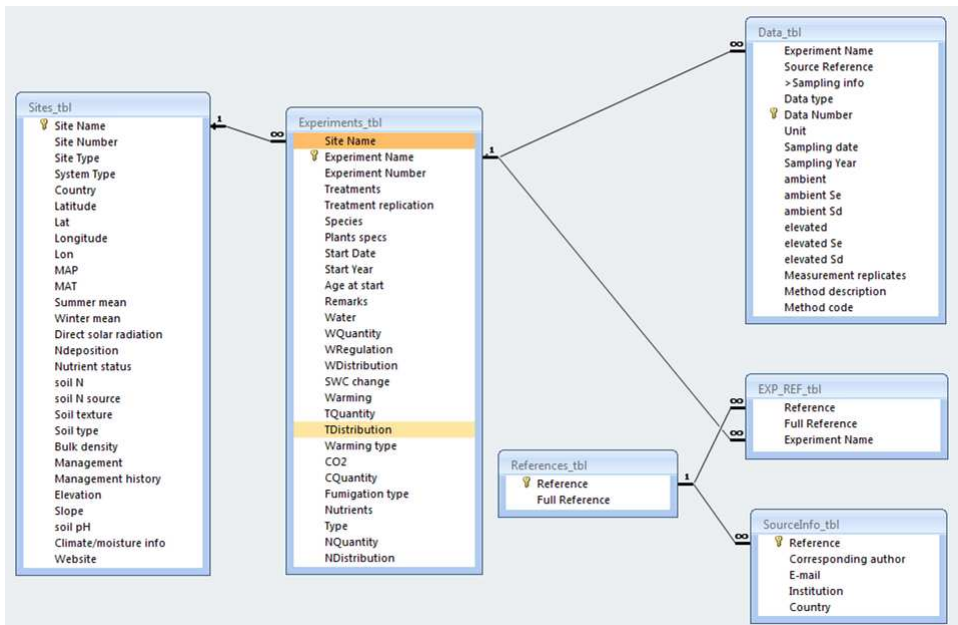 Sites_tbl
Site Name
Site Number
Site Type
System Type
Country
Latitude
Lat
Longitude
Lon
MAP
MAT
Summer mean
Winter mean
Direct solar radiation
Ndeposition
Nutrient status
soil N
soil N source
Soil texture
Soil type
Bulk density
Management
Management history
Elevation
Slope
soil pH
Climate/moisture info
Website
1
∞
Experiments_tbl
Site Name
Experiment Name
Experiment Number
Treatments
Treatment replication
Species
Plants specs
Start Date
Start Year
Age at start
Remarks
Water
WQuantity
WRegulation
WDistribution
SWC change
Warming
TQuantity
TDistribution
Warming type
CO2
CQuantity
Fumigation type
Nutrients
Type
NQuantity
NDistribution
1
∞
Data_tbl
Experiment Name
Source Reference
>Sampling info
Data type
Data Number
Unit
Sampling date
Sampling Year
ambient
ambient Se
ambient Sd
elevated
elevated Se
elevated Sd
Measurement replicates
Method description
Method code
∞
∞
EXP_REF_tbl
Reference
Full Reference
Experiment Name
References_tbl
Reference
Full Reference
1
∞
SourceInfo_tbl
Reference
Corresponding author
E-mail
Institution
Country